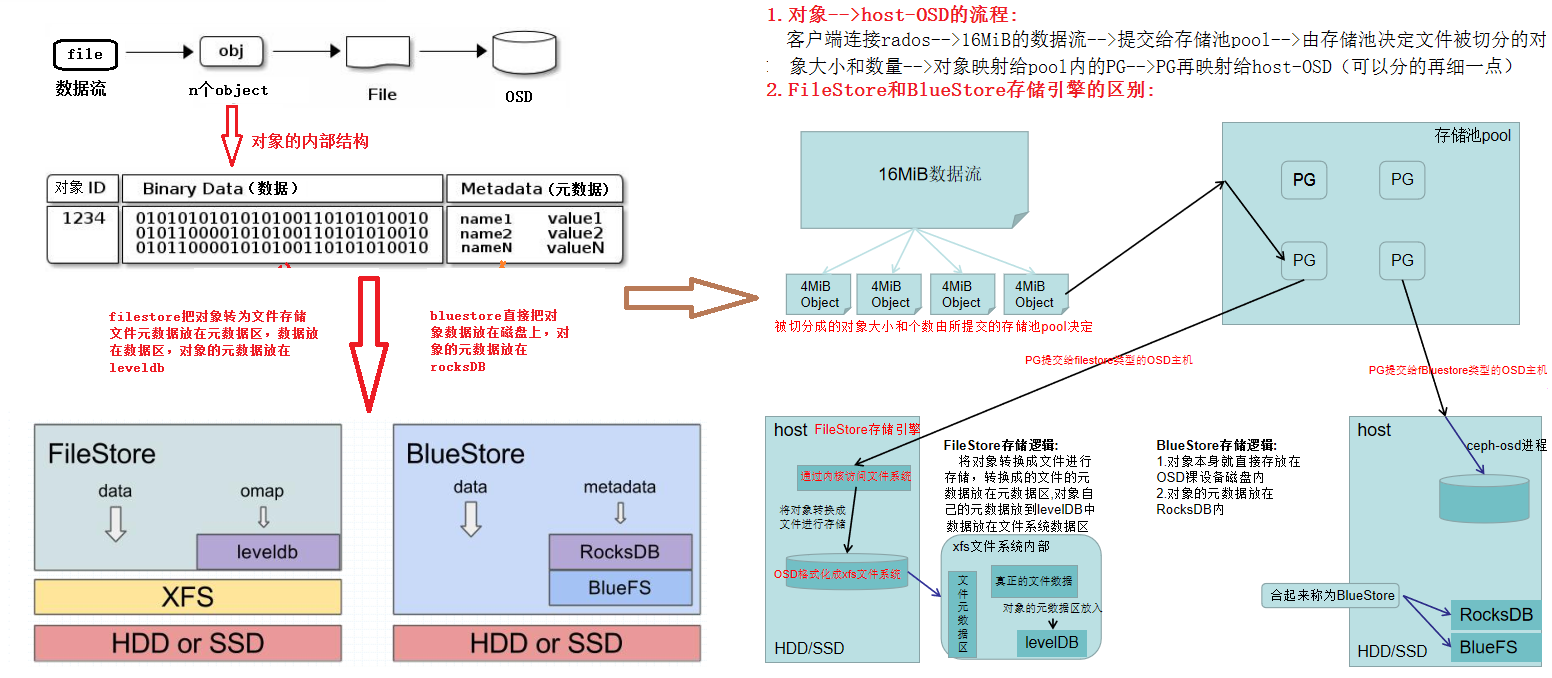 file
数据流
obj
n个object
File
OSD
对象的内部结构
对象 ID
Binary Data（数据）
Metadata（元数据）
1234
0101010101010100110101010010
0101100001010100110101010010
0101100001010100110101010010
name1 value1
name2 value2
nameN valueN
filestore把对象转为文件存储
文件元数据放在元数据区，数据放
在数据区，对象的元数据放在
leveldb
bluestore直接把对
象数据放在磁盘上，对
象的元数据放在
rocksDB
FileStore
data
omap
leveldb
XFS
HDD or SSD
BlueStore
data
metadata
RocksDB
BlueFS
HDD or SSD
1.对象-->host-OSD的流程:
客户端连接rados-->16MiB的数据流-->提交给存储池pool-->由存储池决定文件被切分的对
象大小和数量-->对象映射给pool内的PG-->PG再映射给host-OSD（可以分的再细一点）
2.FileStore和BlueStore存储引擎的区别:
16MiB数据流
4MiB
Object
4MiB
Object
4MiB
Object
4MiB
Object
被切分成的对象大小和个数由所提交的存储池pool决定
存储池pool
PG
PG
PG
PG
PG提交给filestore类型的OSD主机
PG提交给fBluestore类型的OSD主机
host
FileStore存储引擎
通过内核访问文件系统
将对象转换成
文件进行存储
OSD格式化成xfs文件系统
HDD/SSD
FileStore存储逻辑:
将对象转换成文件进行
存储，转换成的文件的元
数据放在元数据区,对象自
己的元数据放到levelDB中
数据放在文件系统数据区
xfs文件系统内部
文
件
元
数
据
区
真正的文件数据
对象的元数据区放入
levelDB
BlueStore存储逻辑:
1.对象本身就直接存放在
OSD裸设备磁盘内
2.对象的元数据放在
RocksDB内
host
ceph-osd进程
合起来称为BlueStore
RocksDB
BlueFS
HDD/SSD